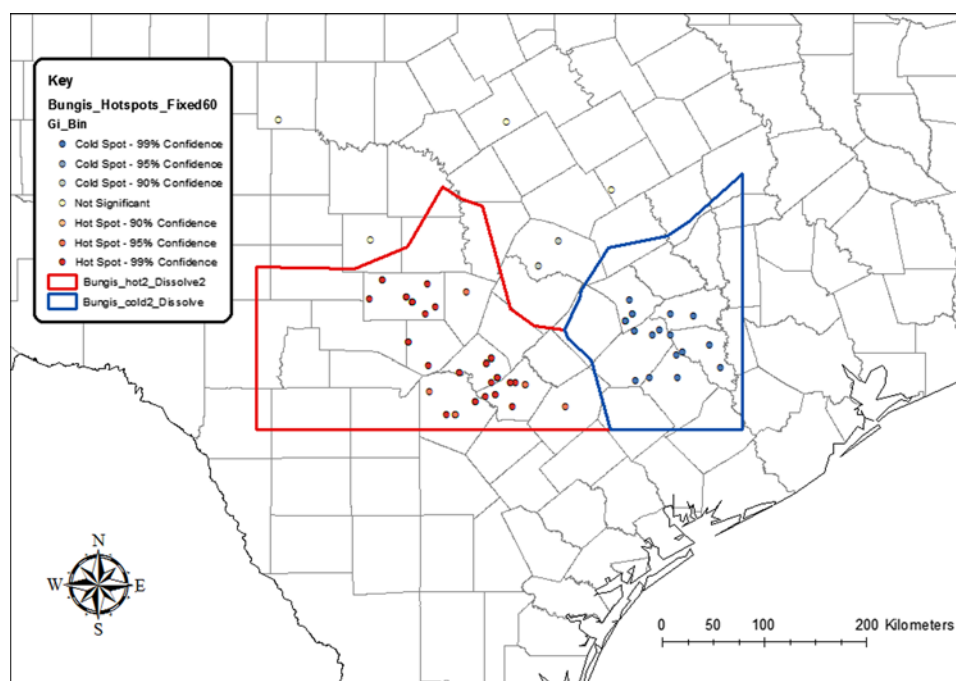 Key
Bungis_Hotspots_Fixed60
Gi_Bin
Cold Spot - 99% Confidence
Cold Spot - 95% Confidence
Cold Spot - 90% Confidence
Not Significant
Hot Spot - 90% Confidence
Hot Spot - 95% Confidence
Hot Spot - 99% Confidence
Bungis_hot2_Dissolve2
Bungis_cold2_Dissolve
N
W E
S
0 50 100 200 Kilometers